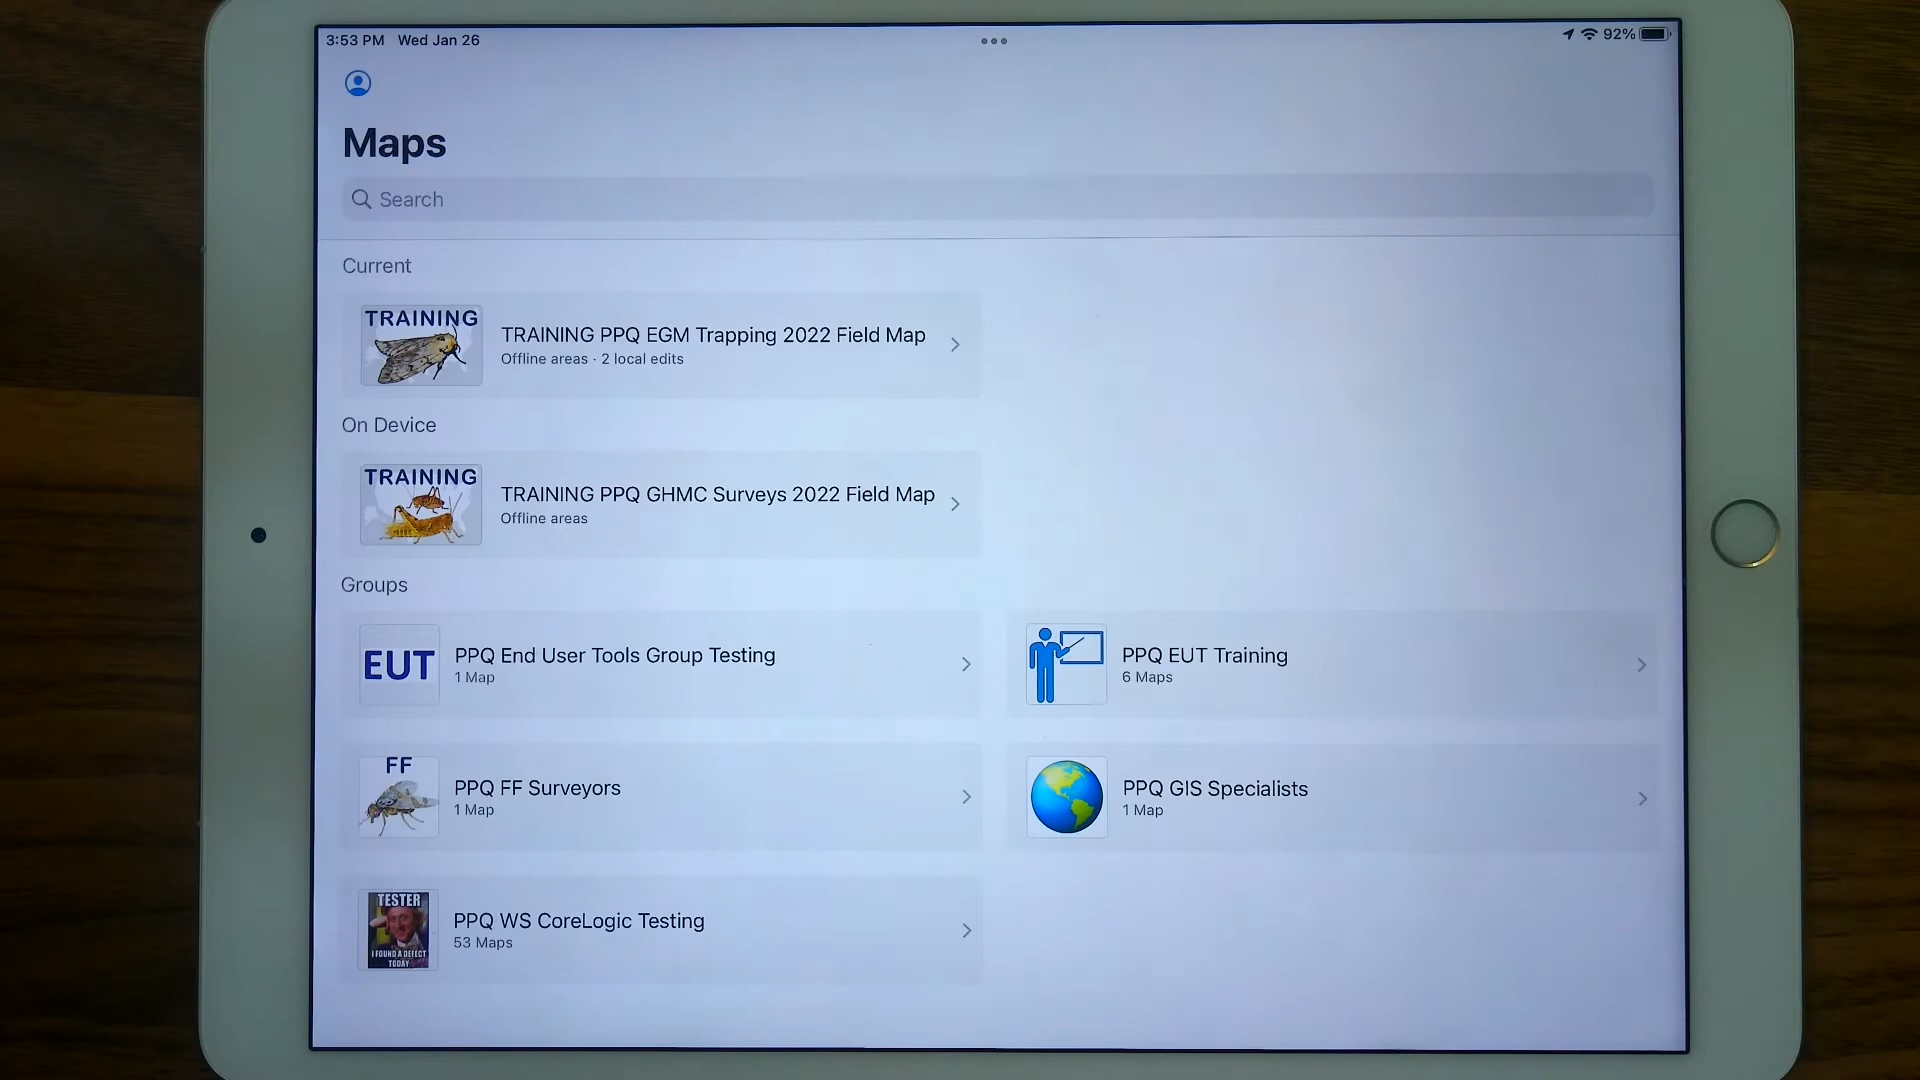 3:53 PM Wed Jan 26
92%
Maps
Search
Current
TRAINING
TRAINING PPQ EGM Trapping 2022 Field Map
Offline areas · 2 local edits
On Device
TRAINING
TRAINING PPQ GHMC Surveys 2022 Field Map
Offline areas
Groups
EUT
PPQ End User Tools Group Testing
1 Map
PPQ EUT Training
6 Maps
FF
PPQ FF Surveyors
1 Map
PPQ GIS Specialists
1 Map
TESTER
I FOUND A DEFECT
TODAY
PPQ WS CoreLogic Testing
53 Maps